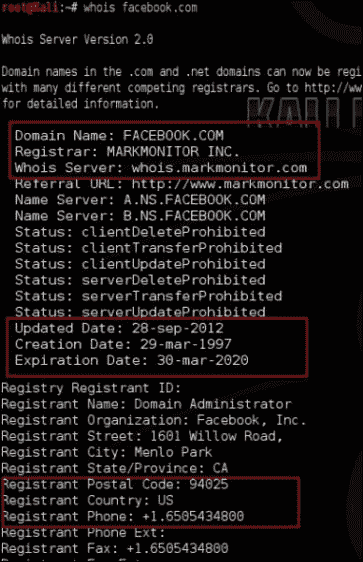 root@Kali:~# whois facebook.com
Whois Server Version 2.0
Domain names in the .com and .net domains can now be regi
with many different competing registrars. Go to http://ww
for detailed information.
KALI
Domain Name: FACEBOOK.COM
Registrar: MARKMONITOR INC.
Whois Server: whois.markmonitor.com
Referral URL: http://www.markmonitor.com
Name Server: A.NS.FACEBOOK.COM
Name Server: B.NS.FACEBOOK.COM
Status: clientDeleteProhibited
Status: clientTransferProhibited
Status: clientUpdateProhibited
Status: serverDeleteProhibited
Status: serverTransferProhibited
Status: serverUpdateProhibited
Updated Date: 28-sep-2012
Creation Date: 29-mar-1997
Expiration Date: 30-mar-2020
Registry Registrant ID:
Registrant Name: Domain Administrator
Registrant Organization: Facebook, Inc.
Registrant Street: 1601 Willow Road,
Registrant City: Menlo Park
Registrant State/Province: CA
Registrant Postal Code: 94025
Registrant Country: US
Registrant Phone: +1.6505434800
Registrant Phone Ext:
Registrant Fax: +1.6505434800